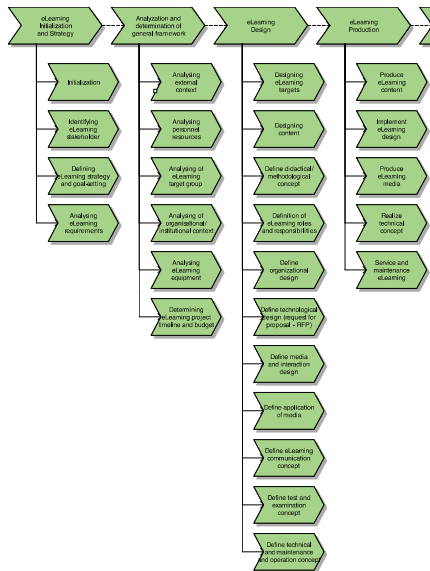 eLearning
Initialization
and Strategy
Initialization
Identifying
eLearning
stakeholder
Defining
eLearning strategy
and goal-setting
Analysing
eLearning
requirements
Analyzation and determination of
general framework
Analysing
external
context
Analysing
personnel
resources
Analysing of
eLearning
target group
Analysing of
organisational/
institutional context
Analysing
eLearning
equipment
Determining
eLearning project
timeline and budget
eLearning
Design
Designing
eLearning
targets
Designing
content
Define didactical/
methodological
concept
Definition of
eLearning roles
and responsibilities
Define
organizational
design
Define technological
design (request for
proposal - RFP)
Define media
and interaction
design
Define application
of media
Define eLearning
communication
concept
Define test and
examination
concept
Define technical
and maintenance
and operation concept
eLearning
Production
Produce
eLearning
content
Implement
eLearning
design
Produce
eLearning
media
Realize
technical
concept
Service and
maintenance
eLearning